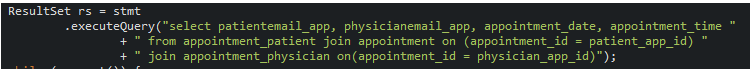 ResultSet rs = stmt
.executeQuery("select patientemail_app, physicianemail_app, appointment_date, appointment_time "
+ " from appointment_patient join appointment on (appointment_id = patient_app_id) "
+ " join appointment_physician on(appointment_id = physician_app_id)");